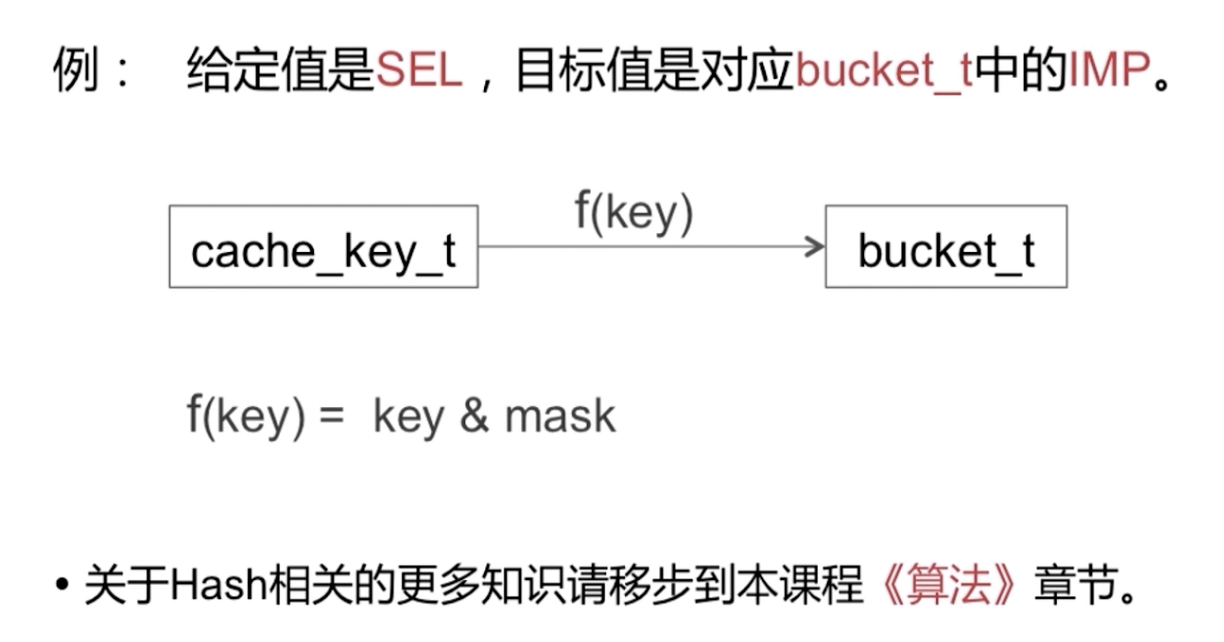 例： 给定值是SEL，目标值是对应bucket_t中的IMP。
f(key)
cache_key_t
bucket_t
f(key) = key & mask
• 关于Hash相关的更多知识请移步到本课程《算法》章节。